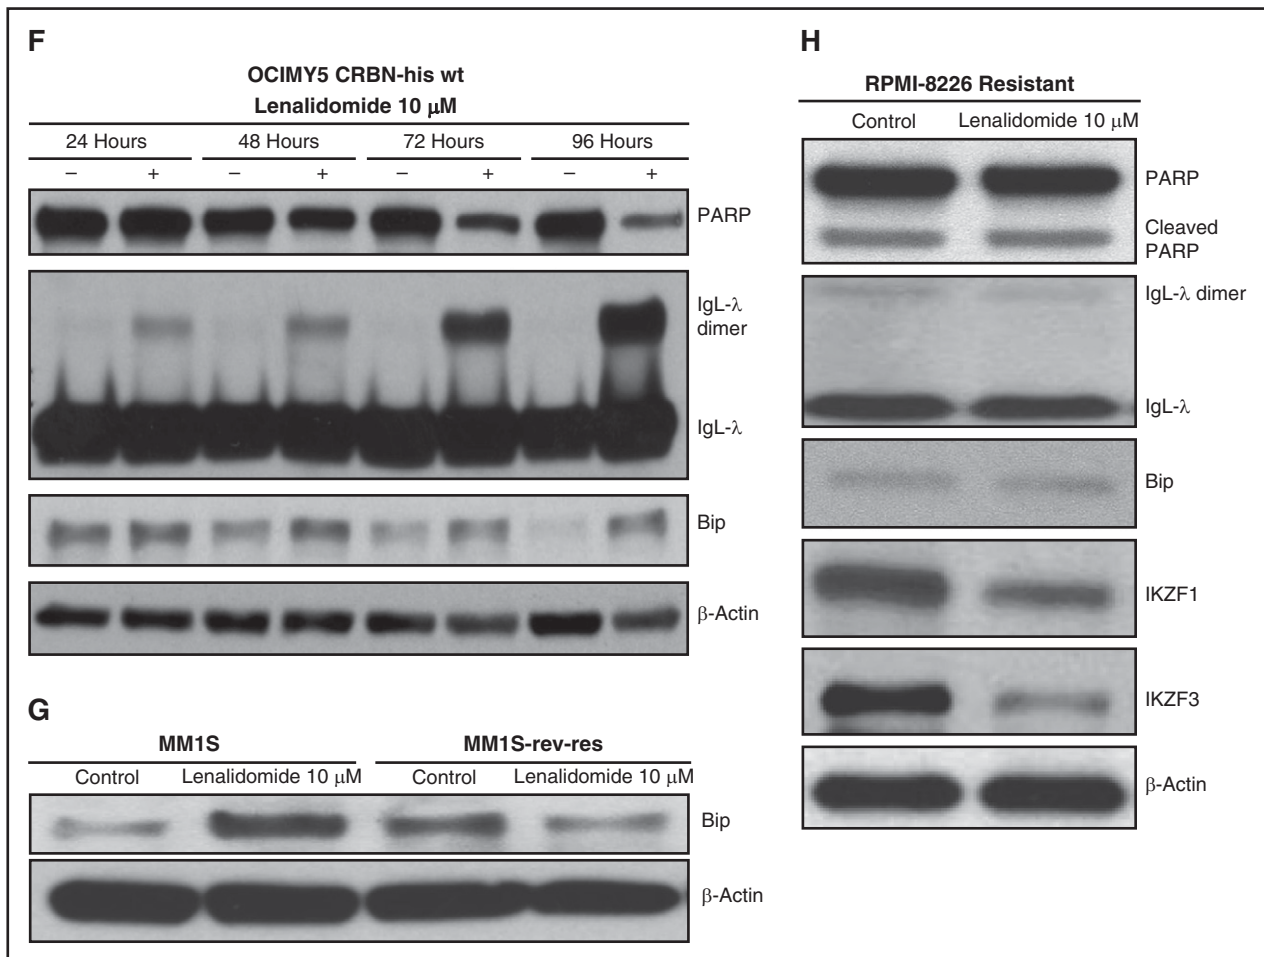 F
OCIMY5 CRBN-his wt
Lenalidomide 10 μM
24 Hours 48 Hours 72 Hours 96 Hours
– + – + – + – +
PARP
IgL-λ
dimer
IgL-λ
Bip
β-Actin
G
MM1S MM1S-rev-res
Control Lenalidomide 10 μM Control Lenalidomide 10 μM
Bip
β-Actin
H
RPMI-8226 Resistant
Control Lenalidomide 10 μM
PARP
Cleaved
PARP
IgL-λ dimer
IgL-λ
Bip
IKZF1
IKZF3
β-Actin